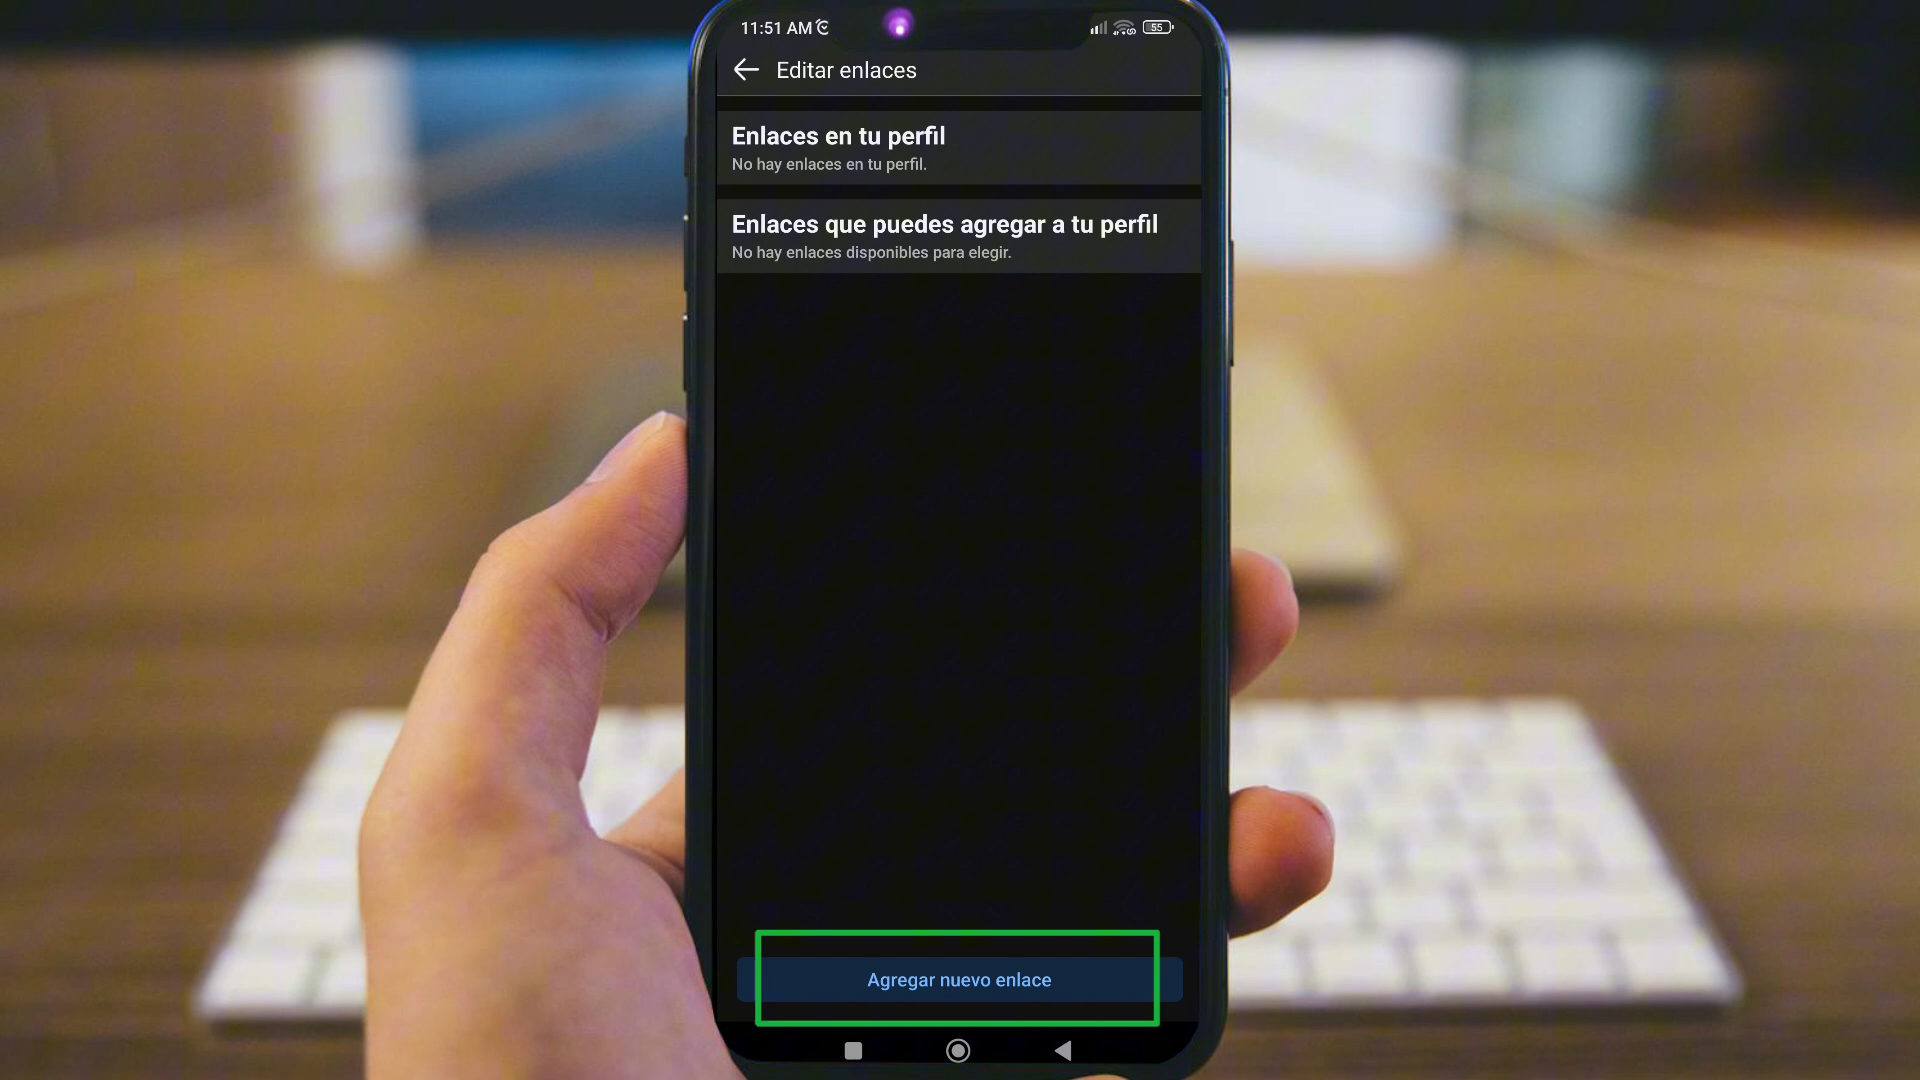 11:51 AM
55
Editar enlaces
Enlaces en tu perfil
No hay enlaces en tu perfil.
Enlaces que puedes agregar a tu perfil
No hay enlaces disponibles para elegir.
Agregar nuevo enlace